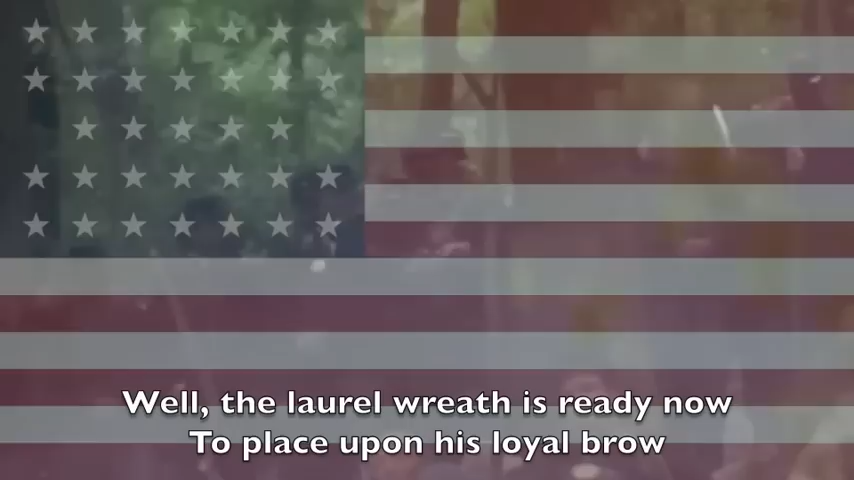 Well, the laurel wreath is ready now
To place upon his loyal brow